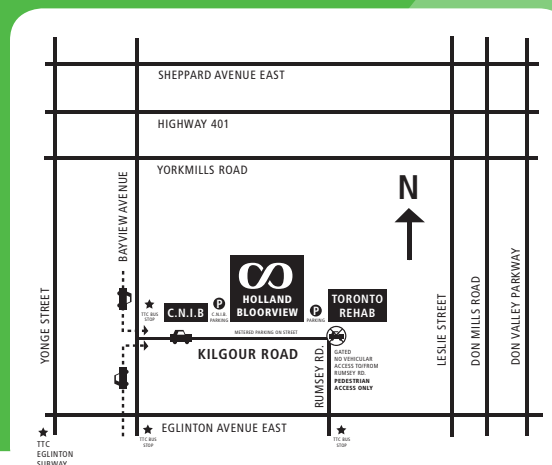 SHEPPARD AVENUE EAST
HIGHWAY 401
YORKMILLS ROAD
BAYVIEW AVENUE
N
YONGE STREET
LESLIE STREET
DON MILLS ROAD
DON VALLEY PARKWAY
TTC BUS
STOP
C.N.I.B
P
C.N.I.B.
PARKING
HOLLAND
BLOORVIEW
P
PARKING
TORONTO
REHAB
METERED PARKING ON STREET
KILGOUR ROAD
RUMSEY RD.
GATED
NO VEHICULAR
ACCESS TO/FROM
RUMSEY RD.
PEDESTRIAN
ACCESS ONLY
EGLINTON AVENUE EAST
TTC
EGLINTON
SUBWAY
TTC BUS
STOP
TTC BUS
STOP